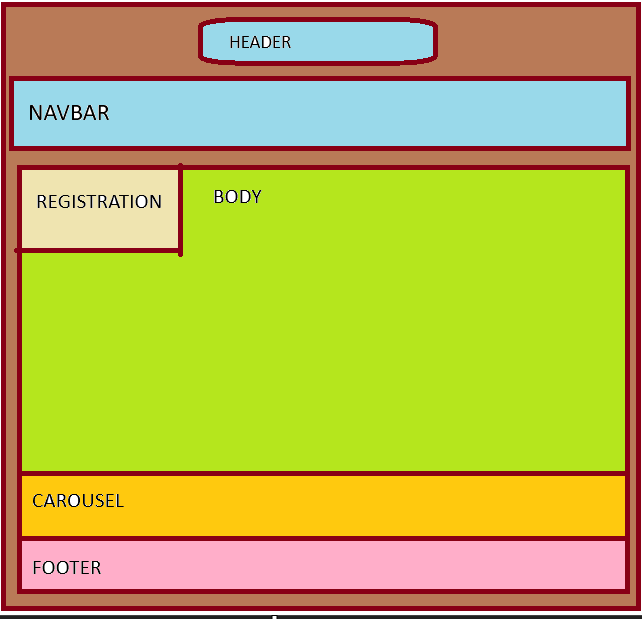 HEADER
NAVBAR
REGISTRATION
BODY
CAROUSEL
FOOTER